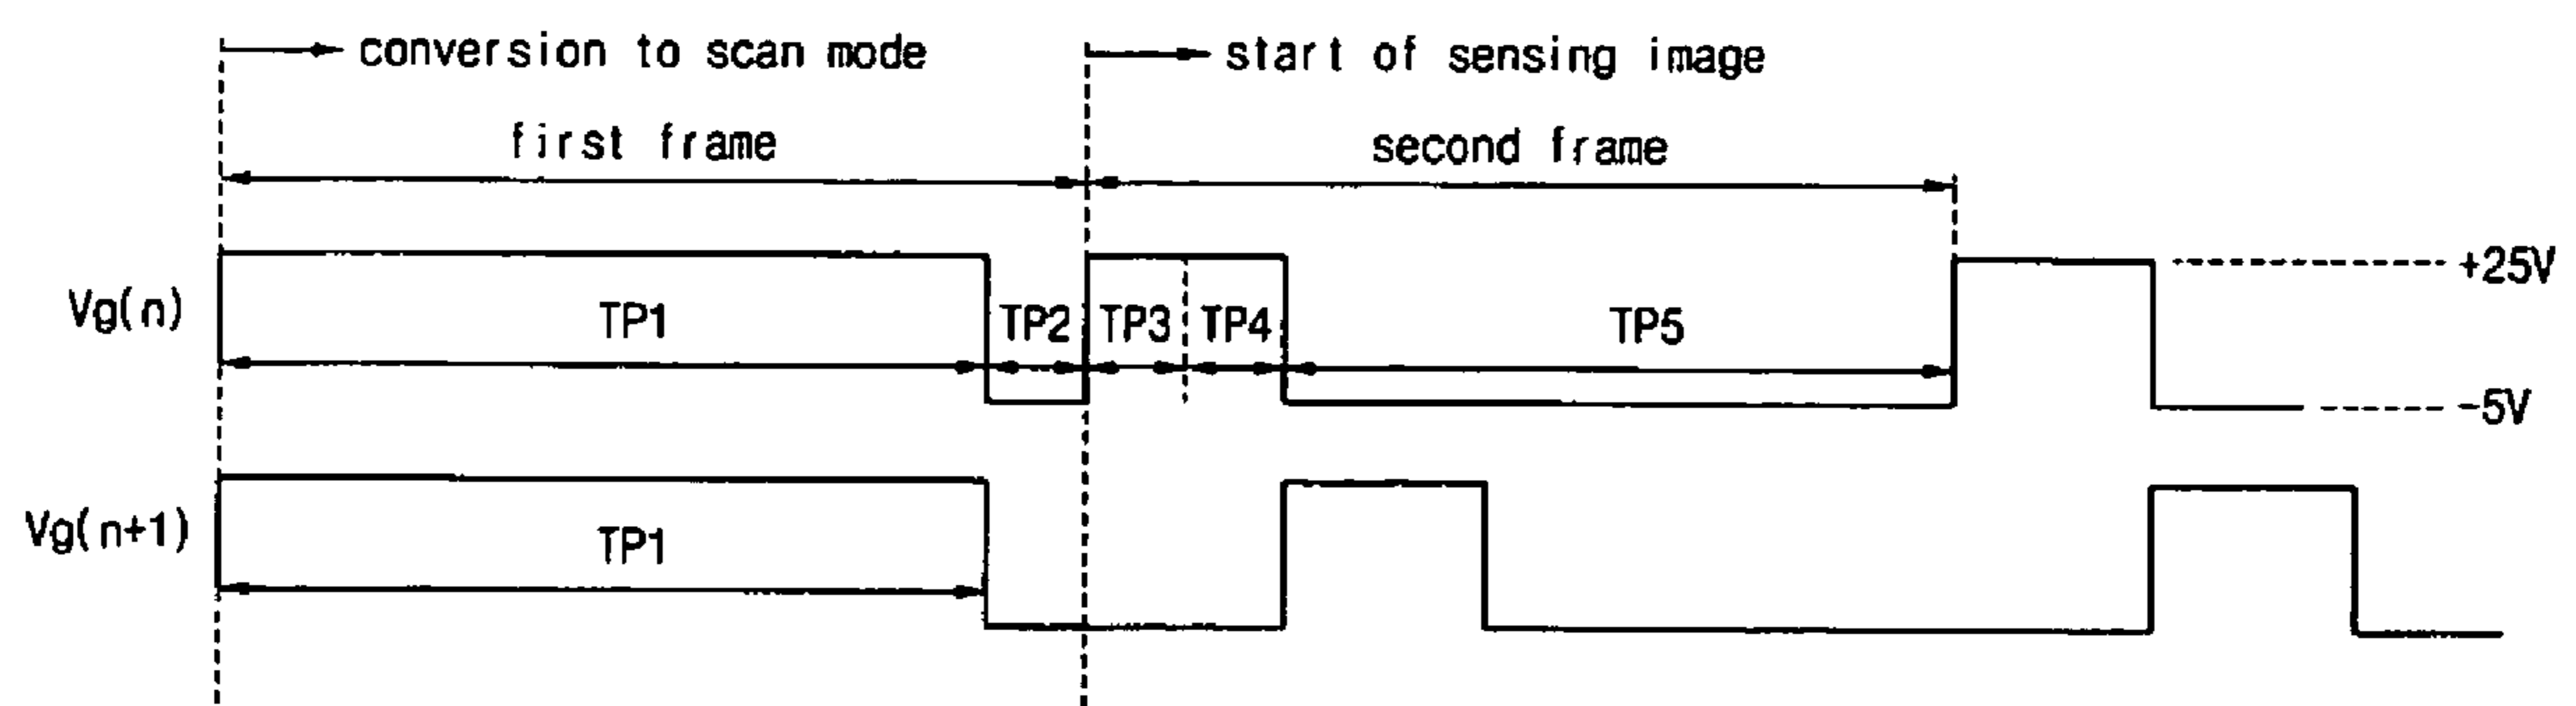 conversion to scan mode
start of sensing image
first frame
second frame
Vg(n)
TP1
TP2
TP3
TP4
TP5
+25V
-5V
Vg(n+1)
TP1